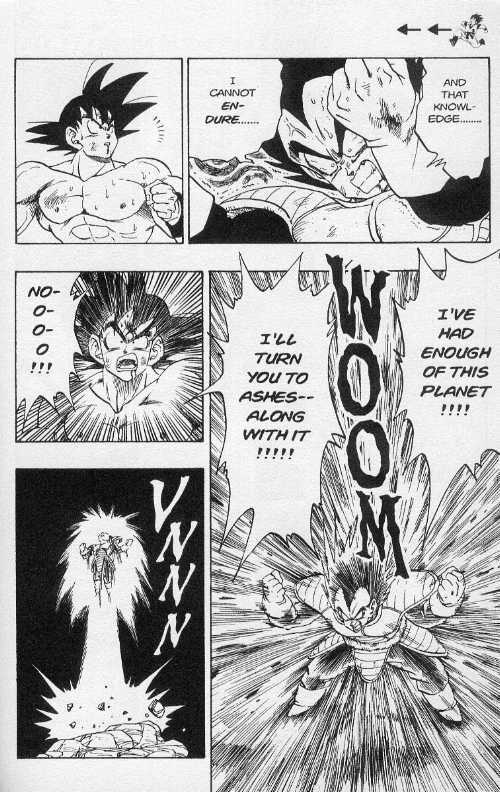 AND
THAT
KNOWL-
EDGE........
I
CANNOT
EN-
DURE.......
I'VE
HAD
ENOUGH
OF THIS
PLANET
!!!!
WOOM
I'LL
TURN
YOU TO
ASHES--
ALONG
WITH IT
!!!!!
NO-
O-
O-
O
!!!
VNNN